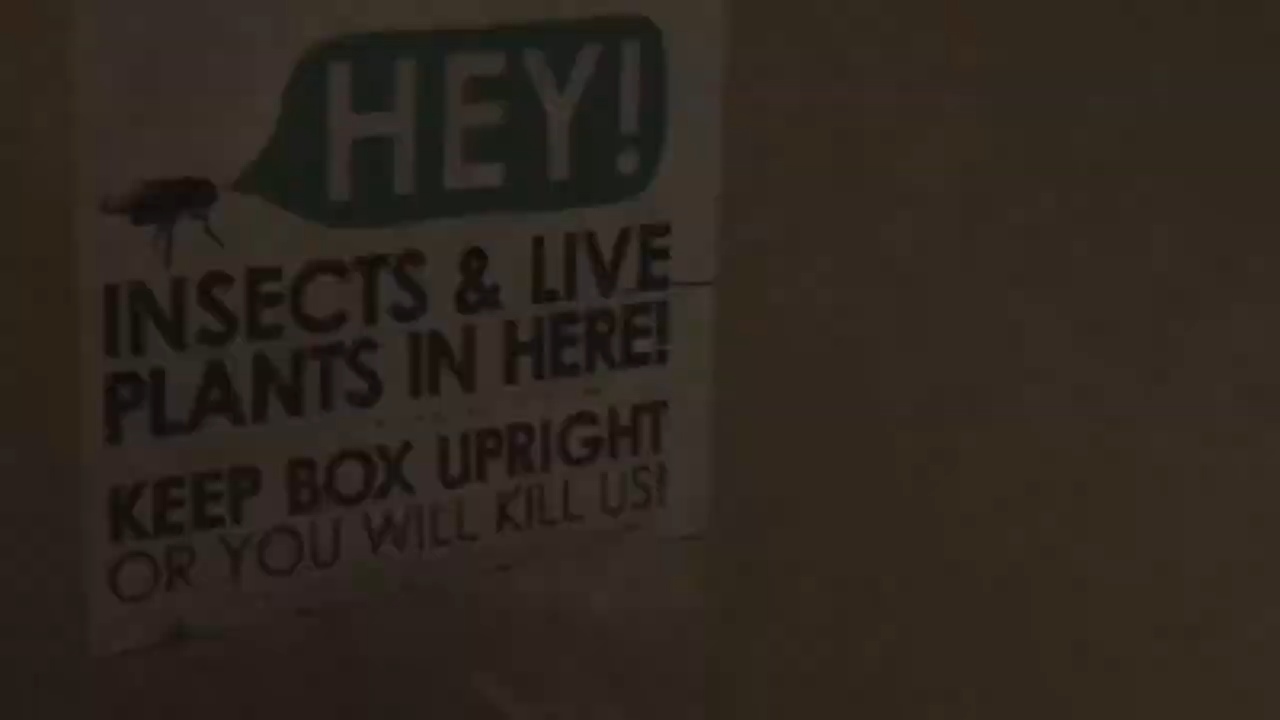 HEY!
INSECTS & LIVE
PLANTS IN HERE!
KEEP BOX UPRIGHT
OR YOU WILL KILL US!